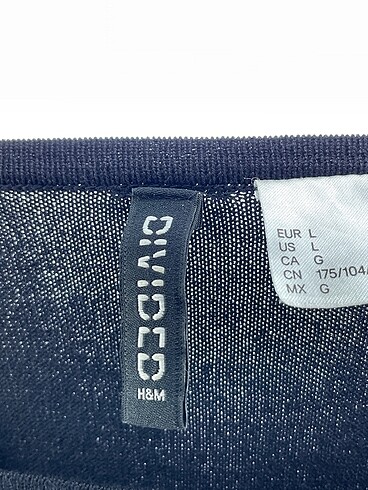 DIVIDED
H&M
EUR L
US L
CA G
CN 175/104/
MX G